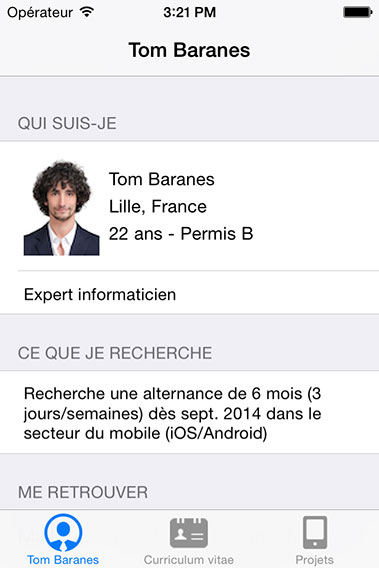 Opérateur 3:21 PM
Tom Baranes
QUI SUIS-JE
Tom Baranes
Lille, France
22 ans - Permis B
Expert informaticien
CE QUE JE RECHERCHE
Recherche une alternance de 6 mois (3
jours/semaines) dès sept. 2014 dans le
secteur du mobile (iOS/Android)
ME RETROUVER
Tom Baranes Curriculum vitae Projets